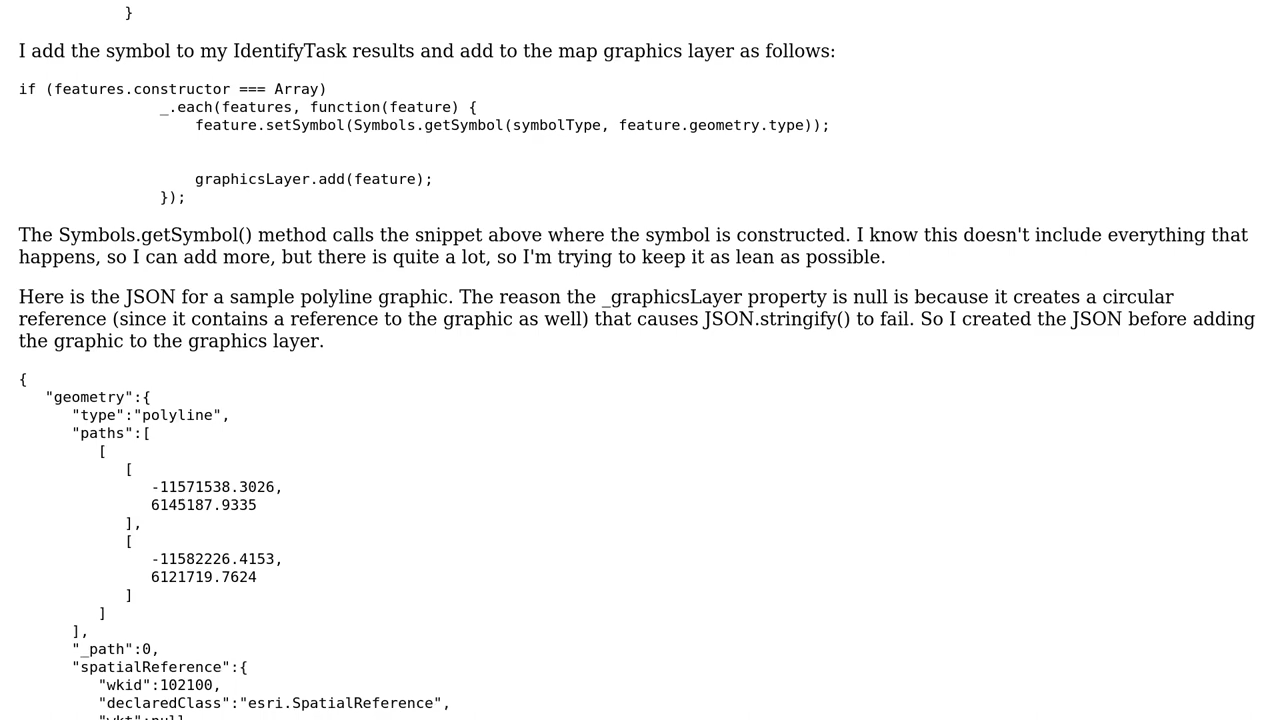 }
I add the symbol to my IdentifyTask results and add to the map graphics layer as follows:
if (features.constructor === Array)
_.each(features, function(feature) {
feature.setSymbol(Symbols.getSymbol(symbolType, feature.geometry.type));
graphicsLayer.add(feature);
});
The Symbols.getSymbol() method calls the snippet above where the symbol is constructed. I know this doesn't include everything that
happens, so I can add more, but there is quite a lot, so I'm trying to keep it as lean as possible.
Here is the JSON for a sample polyline graphic. The reason the _graphicsLayer property is null is because it creates a circular
reference (since it contains a reference to the graphic as well) that causes JSON.stringify() to fail. So I created the JSON before adding
the graphic to the graphics layer.
{
"geometry":{
"type":"polyline",
"paths":[
[
[
-11571538.3026,
6145187.9335
],
[
-11582226.4153,
6121719.7624
]
]
],
"_path":0,
"spatialReference":{
"wkid":102100,
"declaredClass":"esri.SpatialReference",
"wkt":null